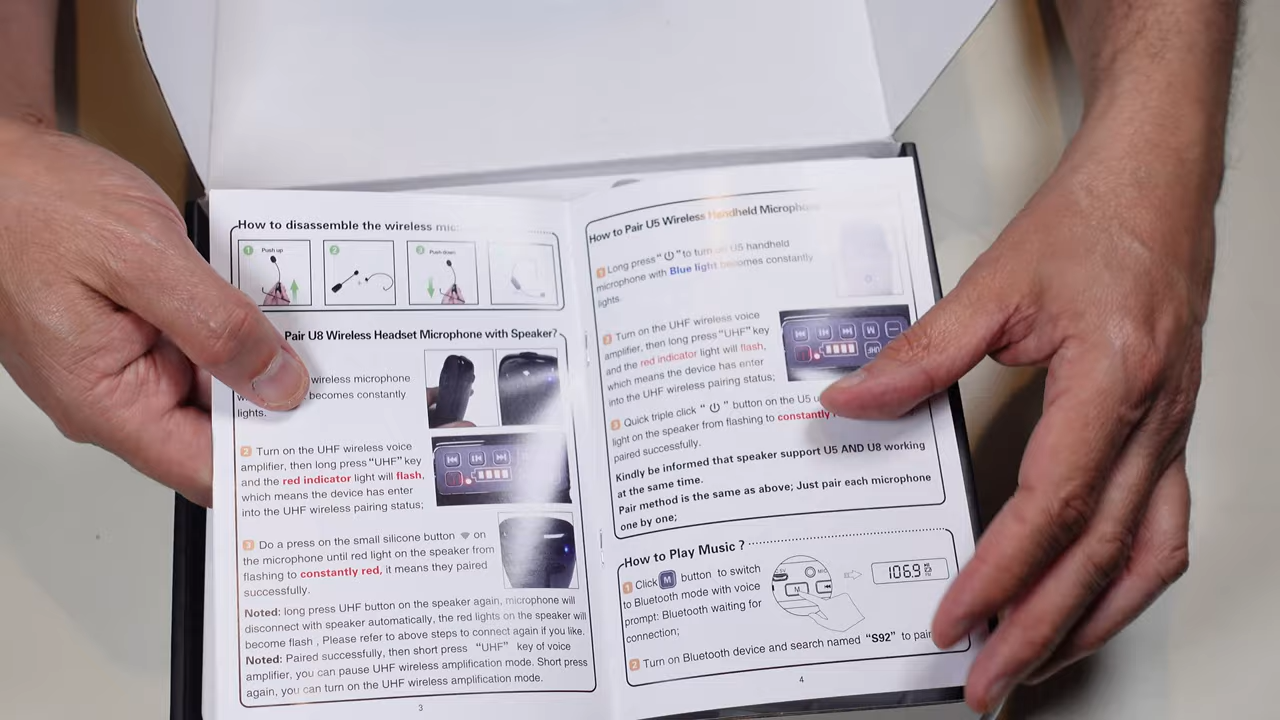 How to disassemble the wireless mic
1 Push up
2
3 Push down
Pair U8 Wireless Headset Microphone with Speaker?
wireless microphone
becomes constantly
lights.
2 Turn on the UHF wireless voice
amplifier, then long press "UHF" key
and the red indicator light will flash,
which means the device has enter
into the UHF wireless pairing status;
3 Do a press on the small silicone button on
the microphone until red light on the speaker from
flashing to constantly red, it means they paired
successfully.
Noted: long press UHF button on the speaker again, microphone will
disconnect with speaker automatically, the red lights on the speaker will
become flash , Please refer to above steps to connect again if you like.
Noted: Paired successfully, then short press "UHF" key of voice
amplifier, you can pause UHF wireless amplification mode. Short press
again, you can turn on the UHF wireless amplification mode.
3
How to Pair U5 Wireless Handheld Microphone
1 Long press " " to turn on U5 handheld
microphone with Blue light becomes constantly
lights.
2 Turn on the UHF wireless voice
amplifier, then long press "UHF" key
and the red indicator light will flash,
which means the device has enter
into the UHF wireless pairing status;
M
UHF
3 Quick triple click " " button on the U5
light on the speaker from flashing to constantly
paired successfully.
Kindly be informed that speaker support U5 AND U8 working
at the same time.
Pair method is the same as above; Just pair each microphone
one by one;
How to Play Music ?
1 Click M button to switch
to Bluetooth mode with voice
prompt: Bluetooth waiting for
connection;
M
106.9
2 Turn on Bluetooth device and search named "S92" to pair
4